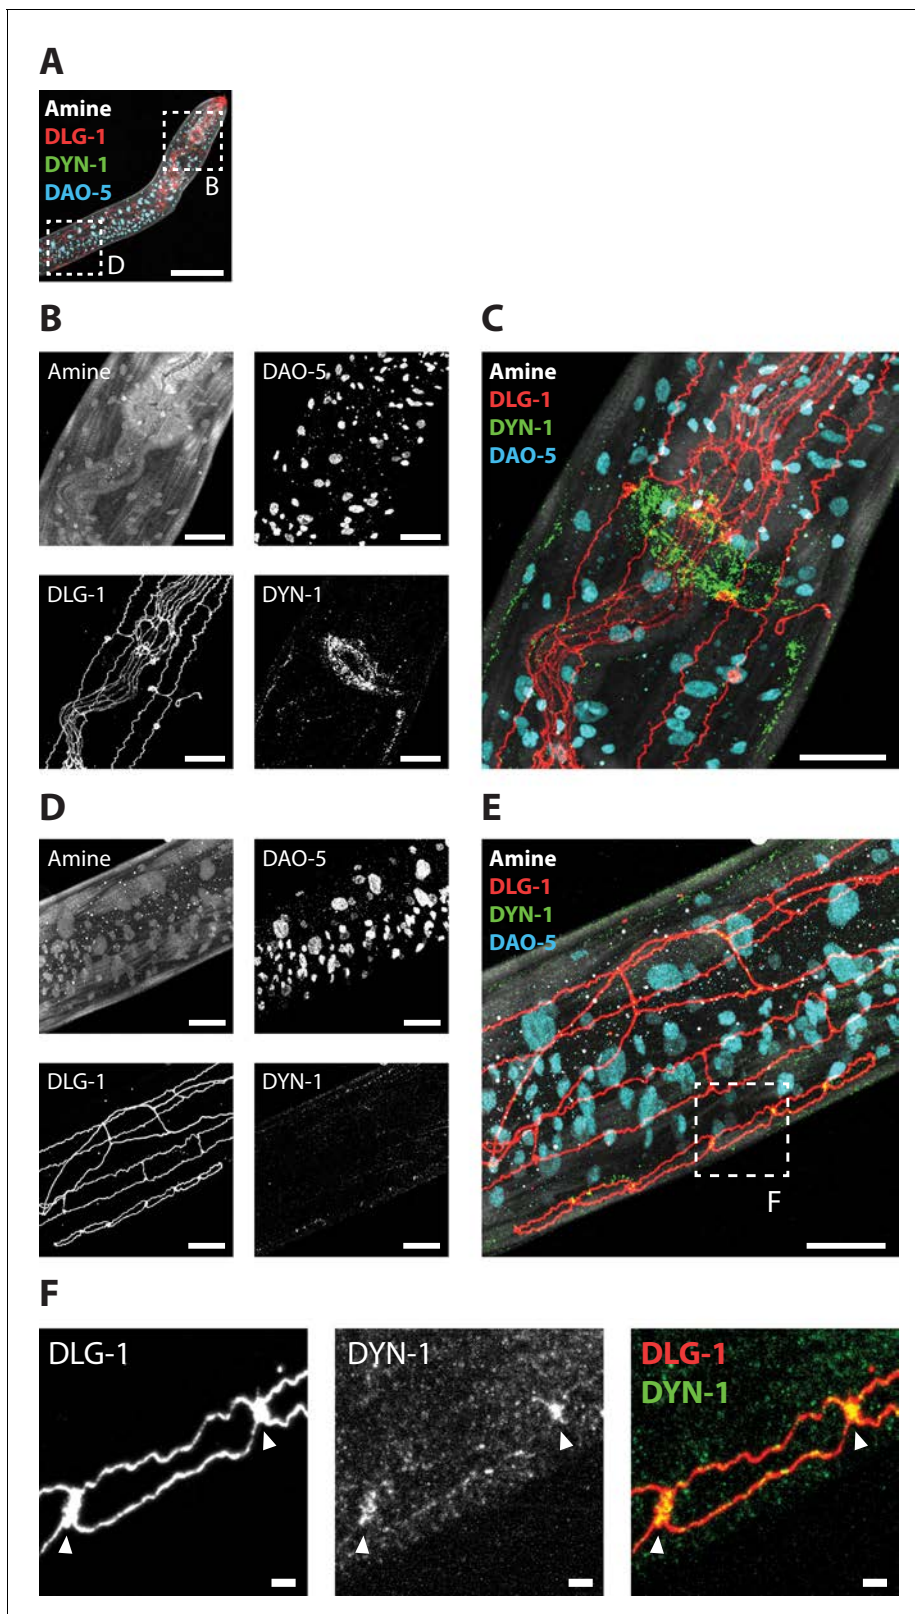 A
Amine
DLG-1
DYN-1
DAO-5
B
D
B
Amine
DAO-5
DLG-1
DYN-1
C
Amine
DLG-1
DYN-1
DAO-5
D
Amine
DAO-5
DLG-1
DYN-1
E
Amine
DLG-1
DYN-1
DAO-5
F
F
DLG-1
DYN-1
DLG-1
DYN-1